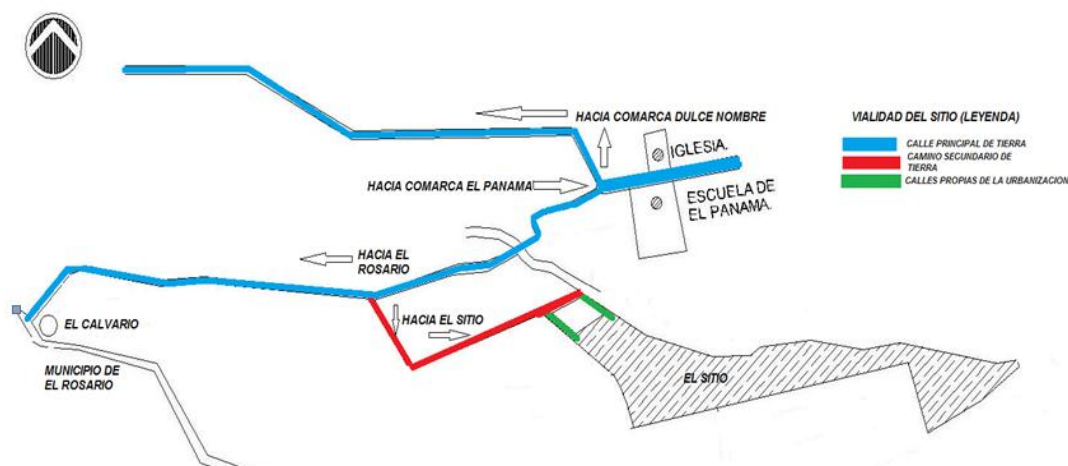 HACIA COMARCA DULCE NOMBRE
VIALIDAD DEL SITIO (LEYENDA)
CALLE PRINCIPAL DE TIERRA
CAMINO SECUNDARIO DE
TIERRA
CALLES PROPIAS DE LA URBANIZACION
IGLESIA.
HACIA COMARCA EL PANAMA
ESCUELA DE
EL PANAMA.
HACIA EL
ROSARIO
HACIA EL SITIO
EL CALVARIO
MUNICIPIO DE
EL ROSARIO
EL SITIO